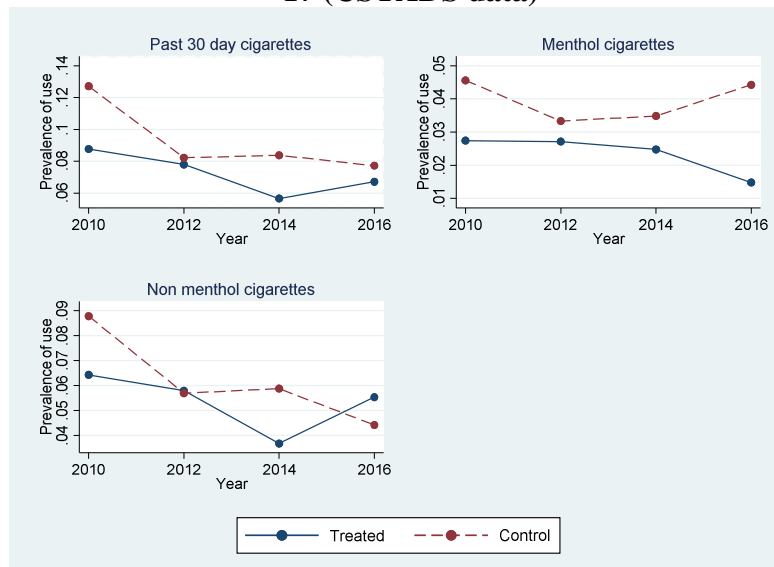 Past 30 day cigarettes
Prevalence of use
.06 .08 .1 .12 .14
2010 2012 2014 2016
Year
Menthol cigarettes
Prevalence of use
.01 .02 .03 .04 .05
2010 2012 2014 2016
Year
Non menthol cigarettes
Prevalence of use
.04 .05 .06 .07 .08 .09
2010 2012 2014 2016
Year
Treated Control